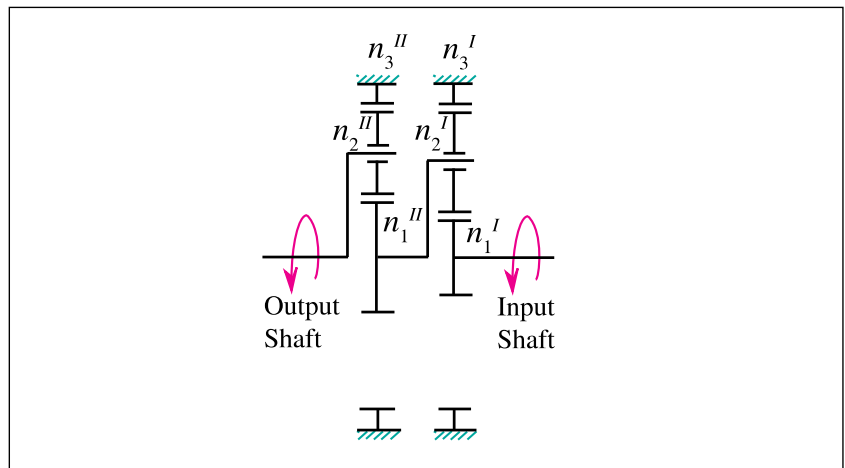 n₃ᴵᴵ n₃ᴵ
n₂ᴵᴵ n₂ᴵ
n₁ᴵᴵ n₁ᴵ
Output Shaft
Input Shaft